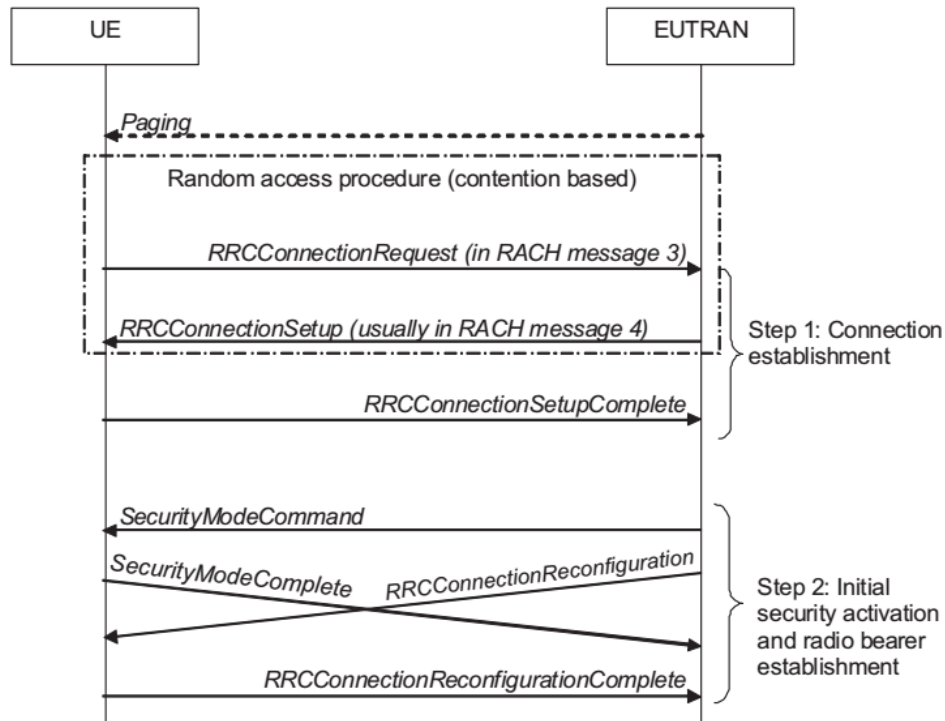 UE
EUTRAN
Paging
Random access procedure (contention based)
RRCConnectionRequest (in RACH message 3)
RRCConnectionSetup (usually in RACH message 4)
Step 1: Connection
establishment
RRCConnectionSetupComplete
SecurityModeCommand
SecurityModeComplete
RRCConnectionReconfiguration
Step 2: Initial
security activation
and radio bearer
establishment
RRCConnectionReconfigurationComplete